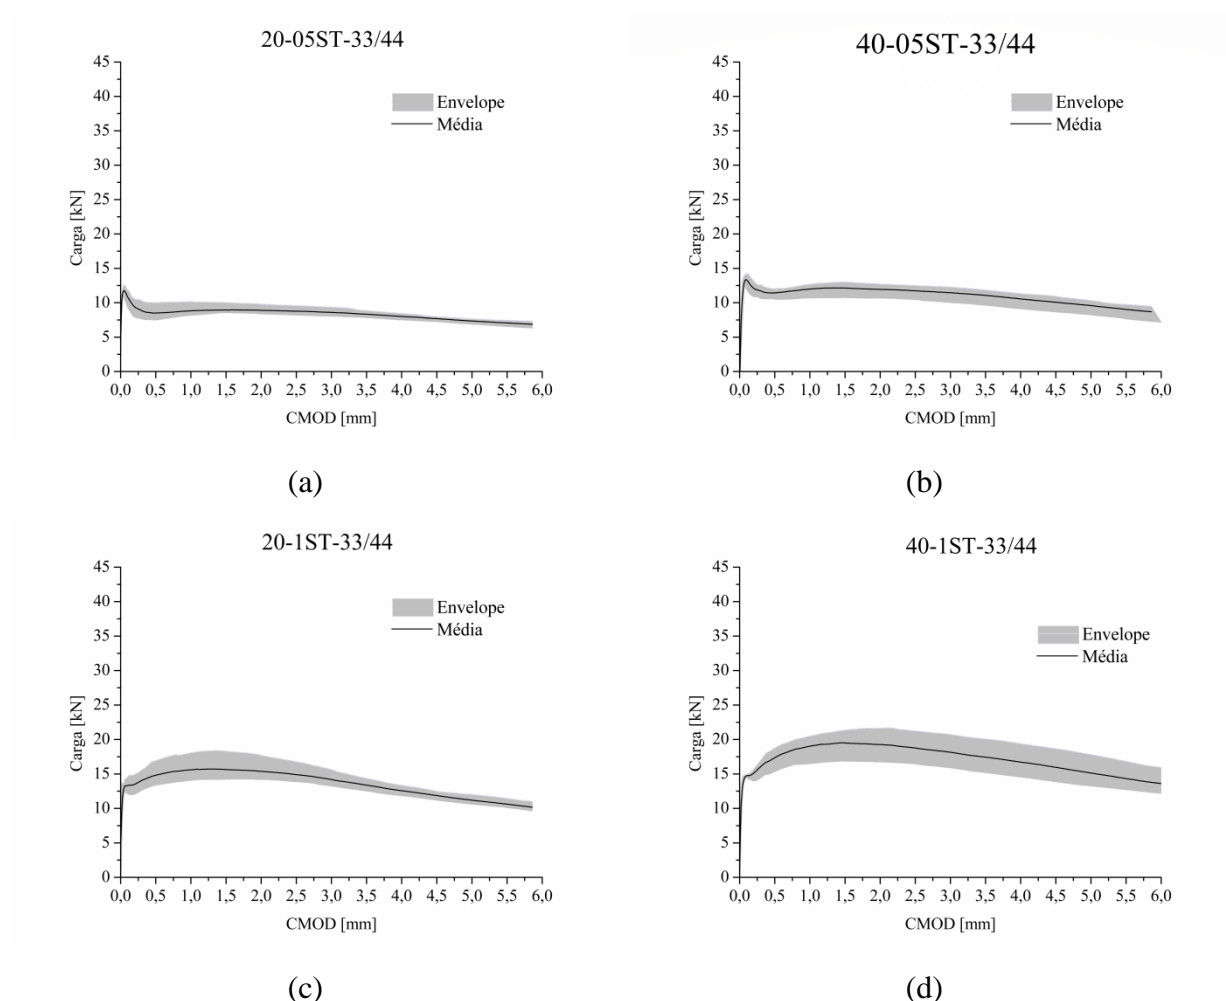 20-05ST-33/44
45
40
35
30
25
20
15
10
5
0
Carga [kN]
Envelope
Média
0,0 0,5 1,0 1,5 2,0 2,5 3,0 3,5 4,0 4,5 5,0 5,5 6,0
CMOD [mm]
(a)
40-05ST-33/44
45
40
35
30
25
20
15
10
5
0
Carga [kN]
Envelope
Média
0,0 0,5 1,0 1,5 2,0 2,5 3,0 3,5 4,0 4,5 5,0 5,5 6,0
CMOD [mm]
(b)
20-1ST-33/44
45
40
35
30
25
20
15
10
5
0
Carga [kN]
Envelope
Média
0,0 0,5 1,0 1,5 2,0 2,5 3,0 3,5 4,0 4,5 5,0 5,5 6,0
CMOD [mm]
(c)
40-1ST-33/44
45
40
35
30
25
20
15
10
5
0
Carga [kN]
Envelope
Média
0,0 0,5 1,0 1,5 2,0 2,5 3,0 3,5 4,0 4,5 5,0 5,5 6,0
CMOD [mm]
(d)